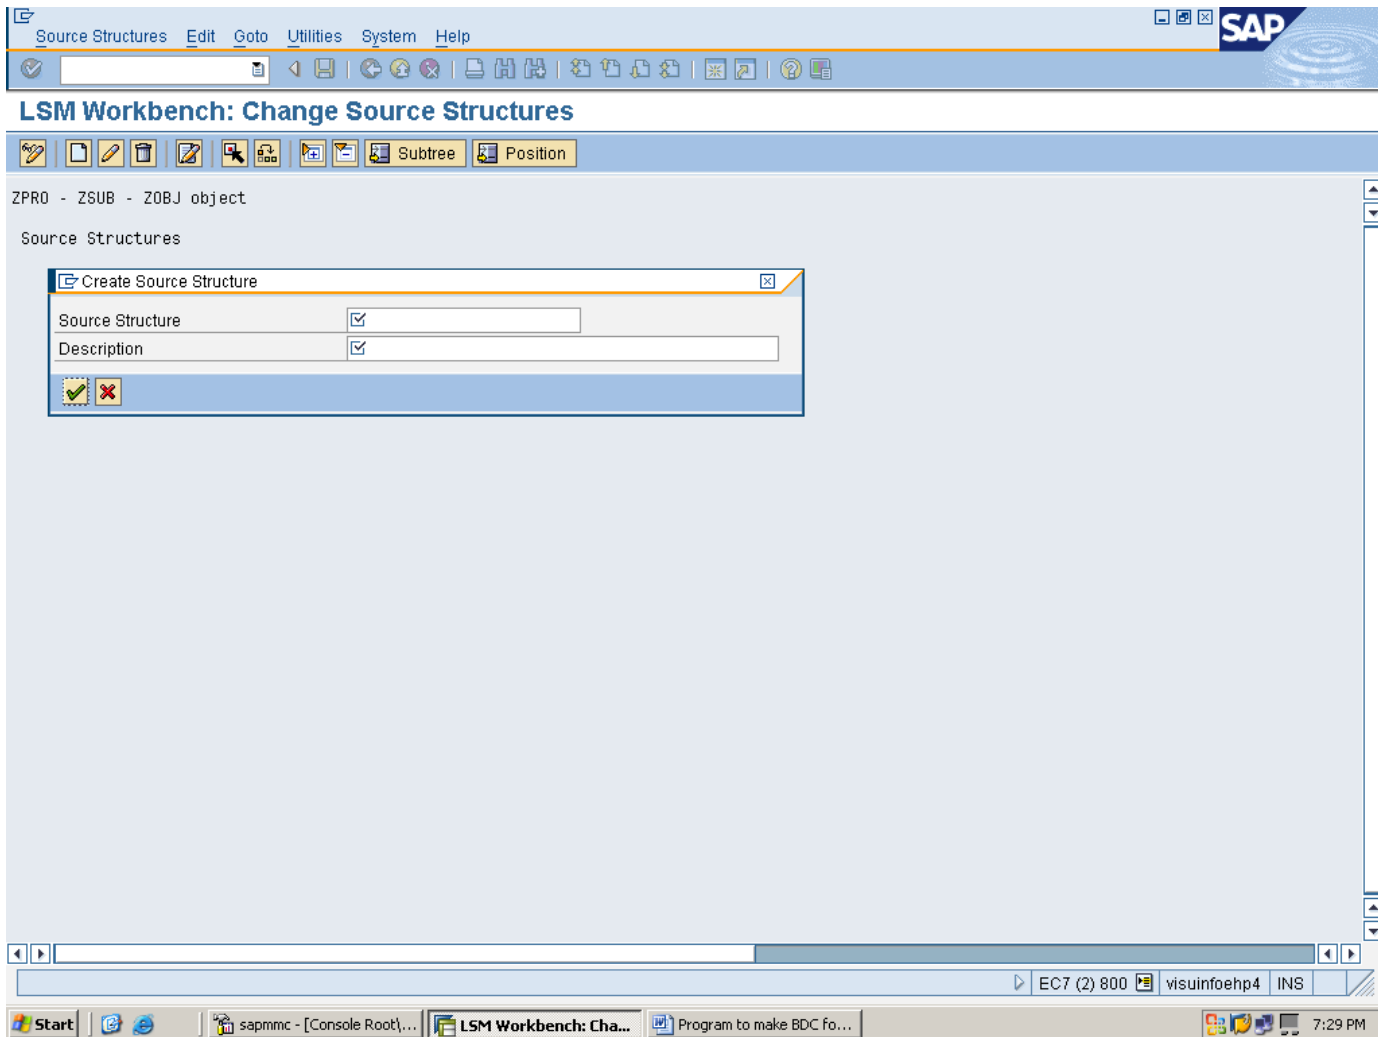 Source Structures Edit Goto Utilities System Help
SAP
LSM Workbench: Change Source Structures
Subtree Position
ZPRO - ZSUB - ZOBJ object
Source Structures
Create Source Structure
Source Structure
Description
EC7 (2) 800 visuinfoehp4 INS
Start sapmmc - [Console Root\... LSM Workbench: Cha... Program to make BDC fo... 7:29 PM